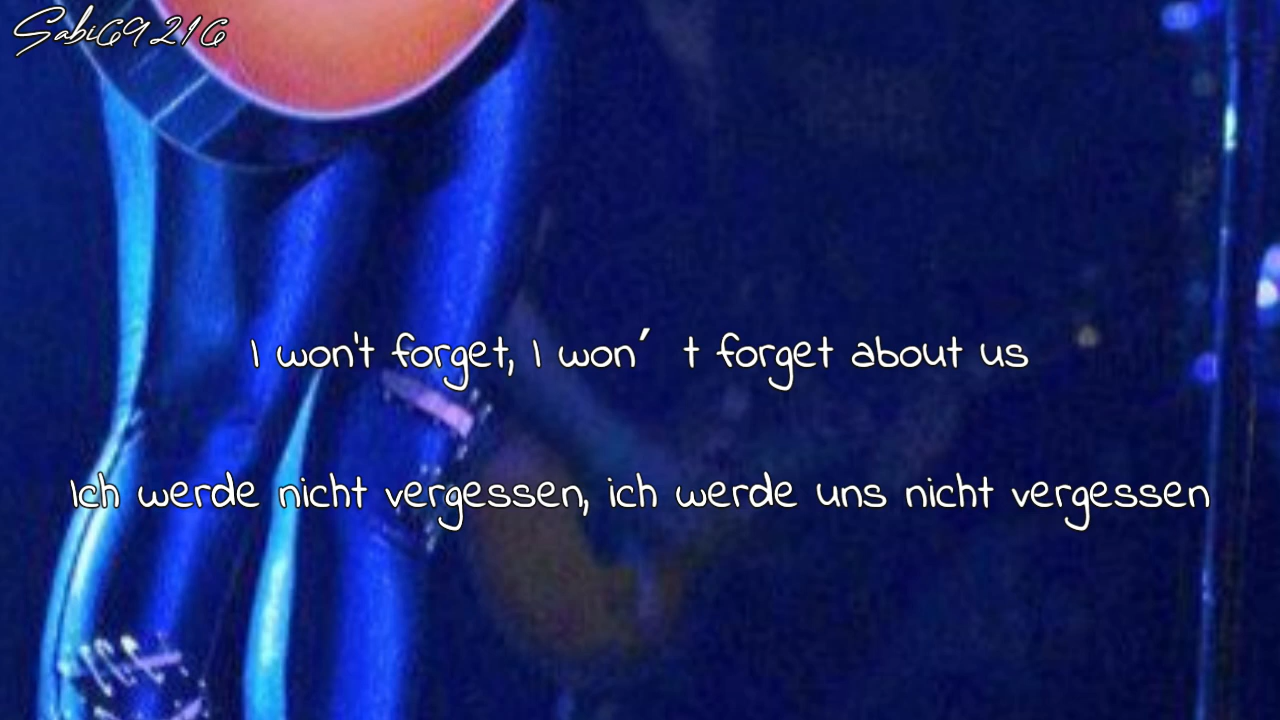 Sabi69216
I won't forget, I won´ t forget about us
Ich werde nicht vergessen, ich werde uns nicht vergessen